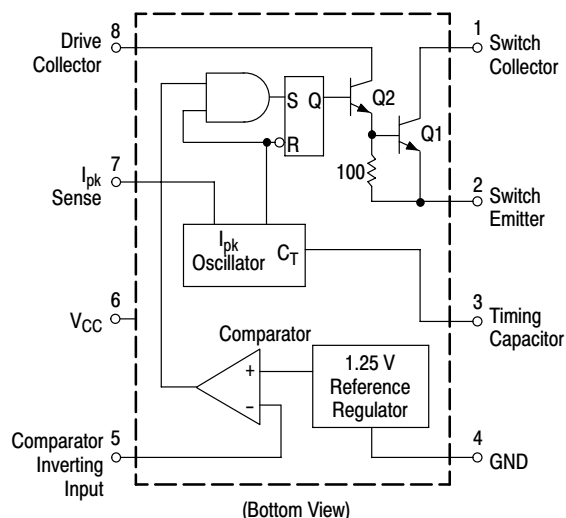 8
Drive
Collector
1
Switch
Collector
S Q
R
Q2
Q1
100
7
I_pk
Sense
2
Switch
Emitter
I_pk
Oscillator
C_T
6
V_CC
3
Timing
Capacitor
Comparator
+
−
1.25 V
Reference
Regulator
5
Comparator
Inverting
Input
4
GND
(Bottom View)